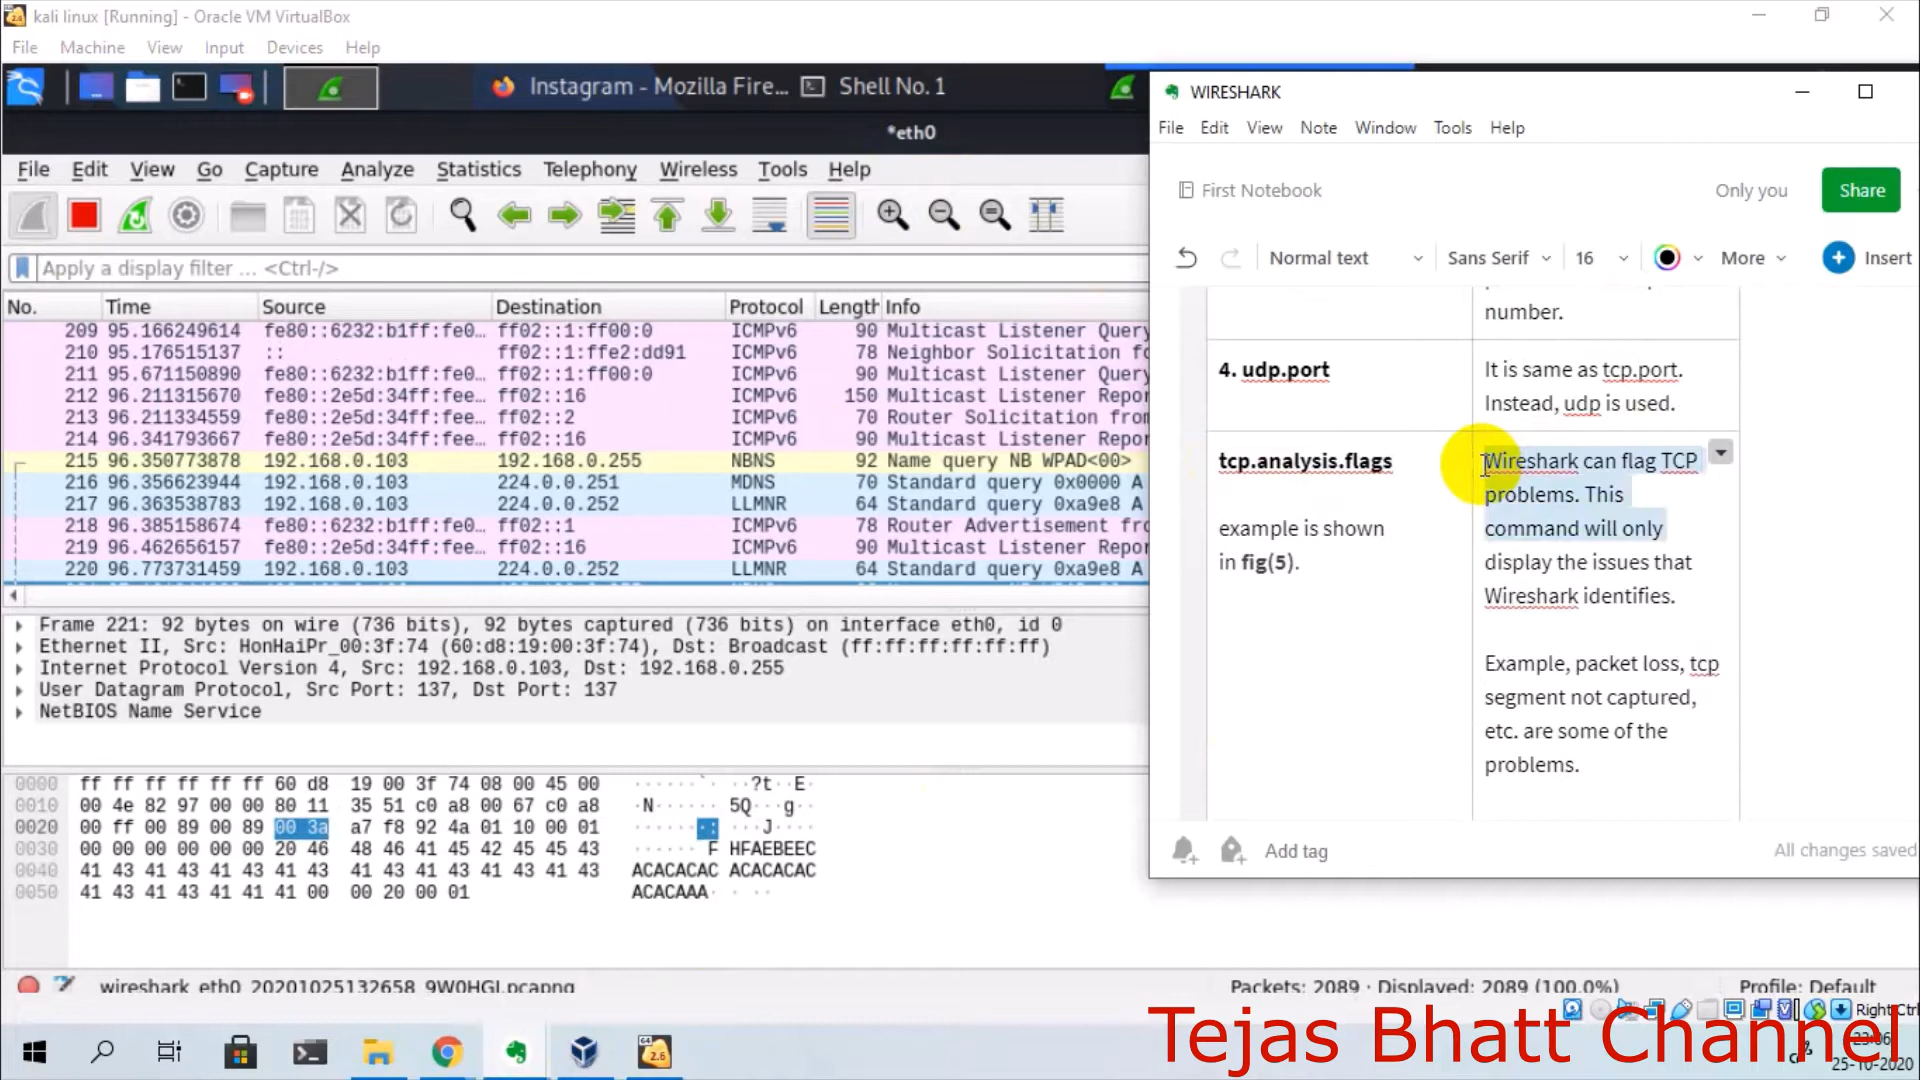 kali linux [Running] - Oracle VM VirtualBox
File Machine View Input Devices Help
Instagram - Mozilla Fire... Shell No. 1
*eth0
File Edit View Go Capture Analyze Statistics Telephony Wireless Tools Help
Apply a display filter ... <Ctrl-/>
No. Time Source Destination Protocol Length Info
209 95.166249614 fe80::6232:b1ff:fe0… ff02::1:ff00:0 ICMPv6 90 Multicast Listener Query
210 95.176515137 :: ff02::1:ffe2:dd91 ICMPv6 78 Neighbor Solicitation fo
211 95.671150890 fe80::6232:b1ff:fe0… ff02::1:ff00:0 ICMPv6 90 Multicast Listener Query
212 96.211315670 fe80::2e5d:34ff:fee… ff02::16 ICMPv6 150 Multicast Listener Repor
213 96.211334559 fe80::2e5d:34ff:fee… ff02::2 ICMPv6 70 Router Solicitation from
214 96.341793667 fe80::2e5d:34ff:fee… ff02::16 ICMPv6 90 Multicast Listener Repor
215 96.350773878 192.168.0.103 192.168.0.255 NBNS 92 Name query NB WPAD<00>
216 96.356623944 192.168.0.103 224.0.0.251 MDNS 70 Standard query 0x0000 A
217 96.363538783 192.168.0.103 224.0.0.252 LLMNR 64 Standard query 0xa9e8 A
218 96.385158674 fe80::2e5d:34ff:fee… ff02::1 ICMPv6 78 Router Advertisement fro
219 96.462656157 fe80::2e5d:34ff:fee… ff02::16 ICMPv6 90 Multicast Listener Repor
220 96.773731459 192.168.0.103 224.0.0.252 LLMNR 64 Standard query 0xa9e8 A
Frame 221: 92 bytes on wire (736 bits), 92 bytes captured (736 bits) on interface eth0, id 0
Ethernet II, Src: HonHaiPr_00:3f:74 (60:d8:19:00:3f:74), Dst: Broadcast (ff:ff:ff:ff:ff:ff)
Internet Protocol Version 4, Src: 192.168.0.103, Dst: 192.168.0.255
User Datagram Protocol, Src Port: 137, Dst Port: 137
NetBIOS Name Service
0000 ff ff ff ff ff ff 60 d8 19 00 3f 74 08 00 45 00 ······`· ··?t··E·
0010 00 4e 82 97 00 00 80 11 35 51 c0 a8 00 67 c0 a8 ·N······ 5Q···g··
0020 00 ff 00 89 00 89 00 3a a7 f8 92 4a 01 10 00 01 ·······: ···J····
0030 00 00 00 00 00 00 20 46 48 46 41 45 42 45 45 43 ······ F HFAEBEEC
0040 41 43 41 43 41 43 41 43 41 43 41 43 41 43 41 43 ACACACAC ACACACAC
0050 41 43 41 43 41 41 41 00 00 20 00 01 ACACAAA· · ··
wireshark_eth0_20201025132658_9W0HGI.pcapng
Packets: 2089 · Displayed: 2089 (100.0%) Profile: Default
WIRESHARK
File Edit View Note Window Tools Help
First Notebook Only you Share
Normal text Sans Serif 16 More Insert
number.
4. udp.port
It is same as tcp.port.
Instead, udp is used.
tcp.analysis.flags
example is shown
in fig(5).
Wireshark can flag TCP
problems. This
command will only
display the issues that
Wireshark identifies.
Example, packet loss, tcp
segment not captured,
etc. are some of the
problems.
Add tag All changes saved
Right Ctrl
Tejas Bhatt Channel
64
2.6
23:06
25-10-2020